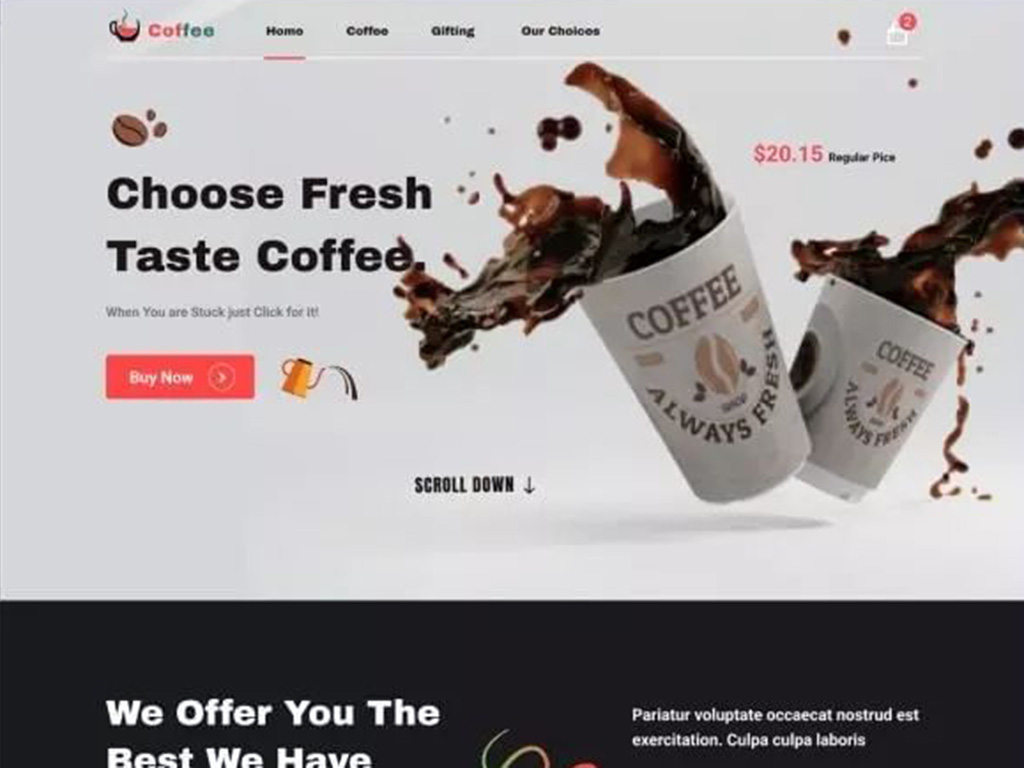 Coffee
Home
Coffee
Gifting
Our Choices
2
$20.15 Regular Pice
Choose Fresh
Taste Coffee.
When You are Stuck just Click for it!
Buy Now
COFFEE
SHOP
ALWAYS FRESH
COFFEE
ALWAYS FRESH
SCROLL DOWN ↓
We Offer You The
Best We Have
Pariatur voluptate occaecat nostrud est
exercitation. Culpa culpa laboris